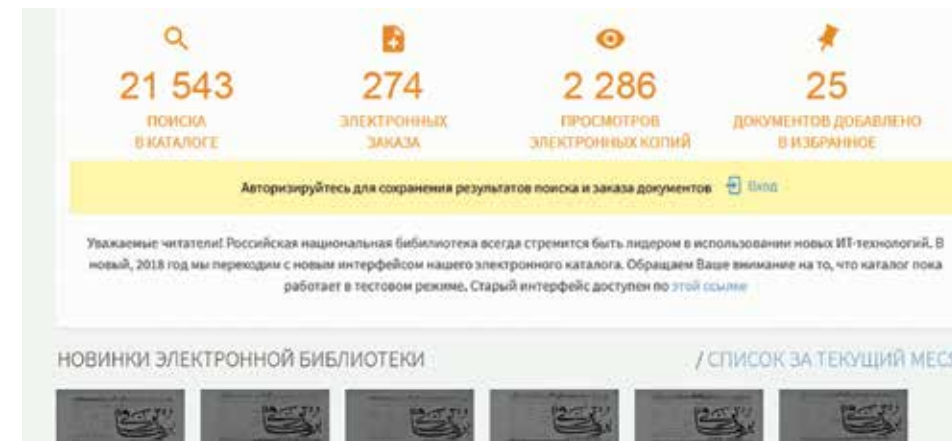 21 543
ПОИСКА
В КАТАЛОГЕ
274
ЭЛЕКТРОННЫХ
ЗАКАЗА
2 286
ПРОСМОТРОВ
ЭЛЕКТРОННЫХ КОПИЙ
25
ДОКУМЕНТОВ ДОБАВЛЕНО
В ИЗБРАННОЕ
Авторизируйтесь для сохранения результатов поиска и заказа документов Вход
Уважаемые читатели! Российская национальная бибилиотека всегда стремится быть лидером в использовании новых ИТ-технологий. В
новый, 2018 год мы переходим с новым интерфейсом нашего электронного каталога. Обращаем Ваше внимание на то, что каталог пока
работает в тестовом режиме. Старый интерфейс доступен по этой ссылке
НОВИНКИ ЭЛЕКТРОННОЙ БИБЛИОТЕКИ
/ СПИСОК ЗА ТЕКУЩИЙ